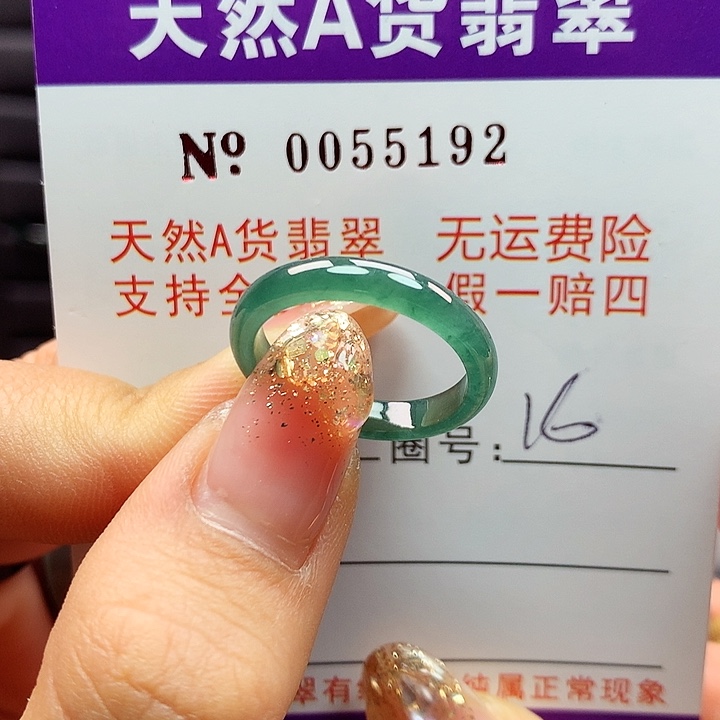 天然A货翡翠
Nº 0055192
天然A货翡翠 无运费险
支持全 假一赔四
圈号: 16
翠有 纯属正常现象